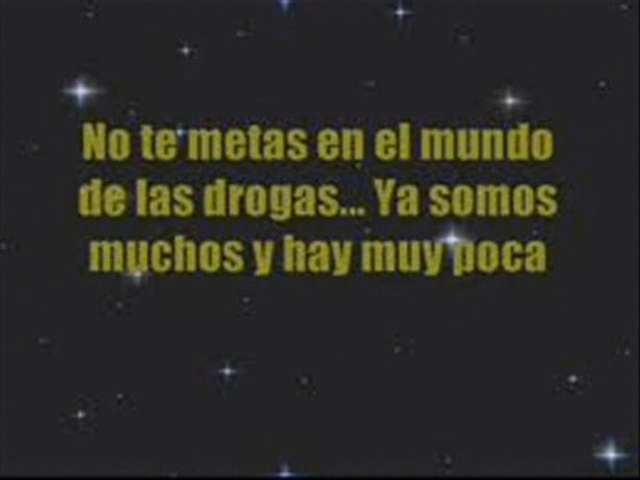 No te metas en el mundo
de las drogas... Ya somos
muchos y hay muy poca